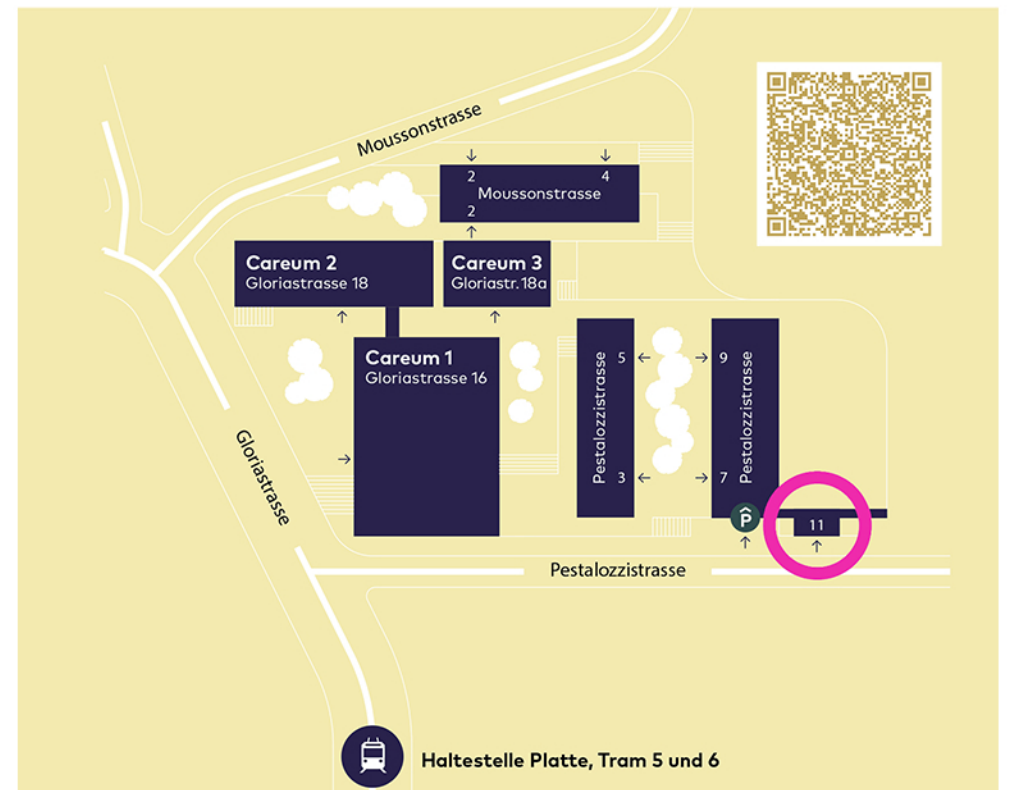 Moussonstrasse
2
4
Moussonstrasse
2
Careum 2
Gloriastrasse 18
Careum 3
Gloriastr. 18a
Careum 1
Gloriastrasse 16
Pestalozzistrasse
5
3
9
7
Pestalozzistrasse
Gloriastrasse
P
11
Pestalozzistrasse
Haltestelle Platte, Tram 5 und 6